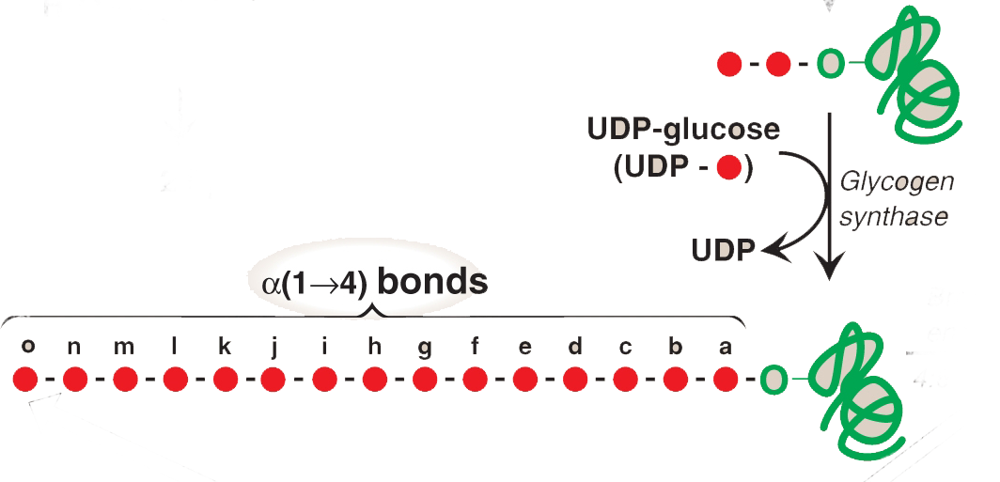 O
UDP-glucose
(UDP - )
Glycogen
synthase
UDP
α(1→4) bonds
o n m l k j i h g f e d c b a
O